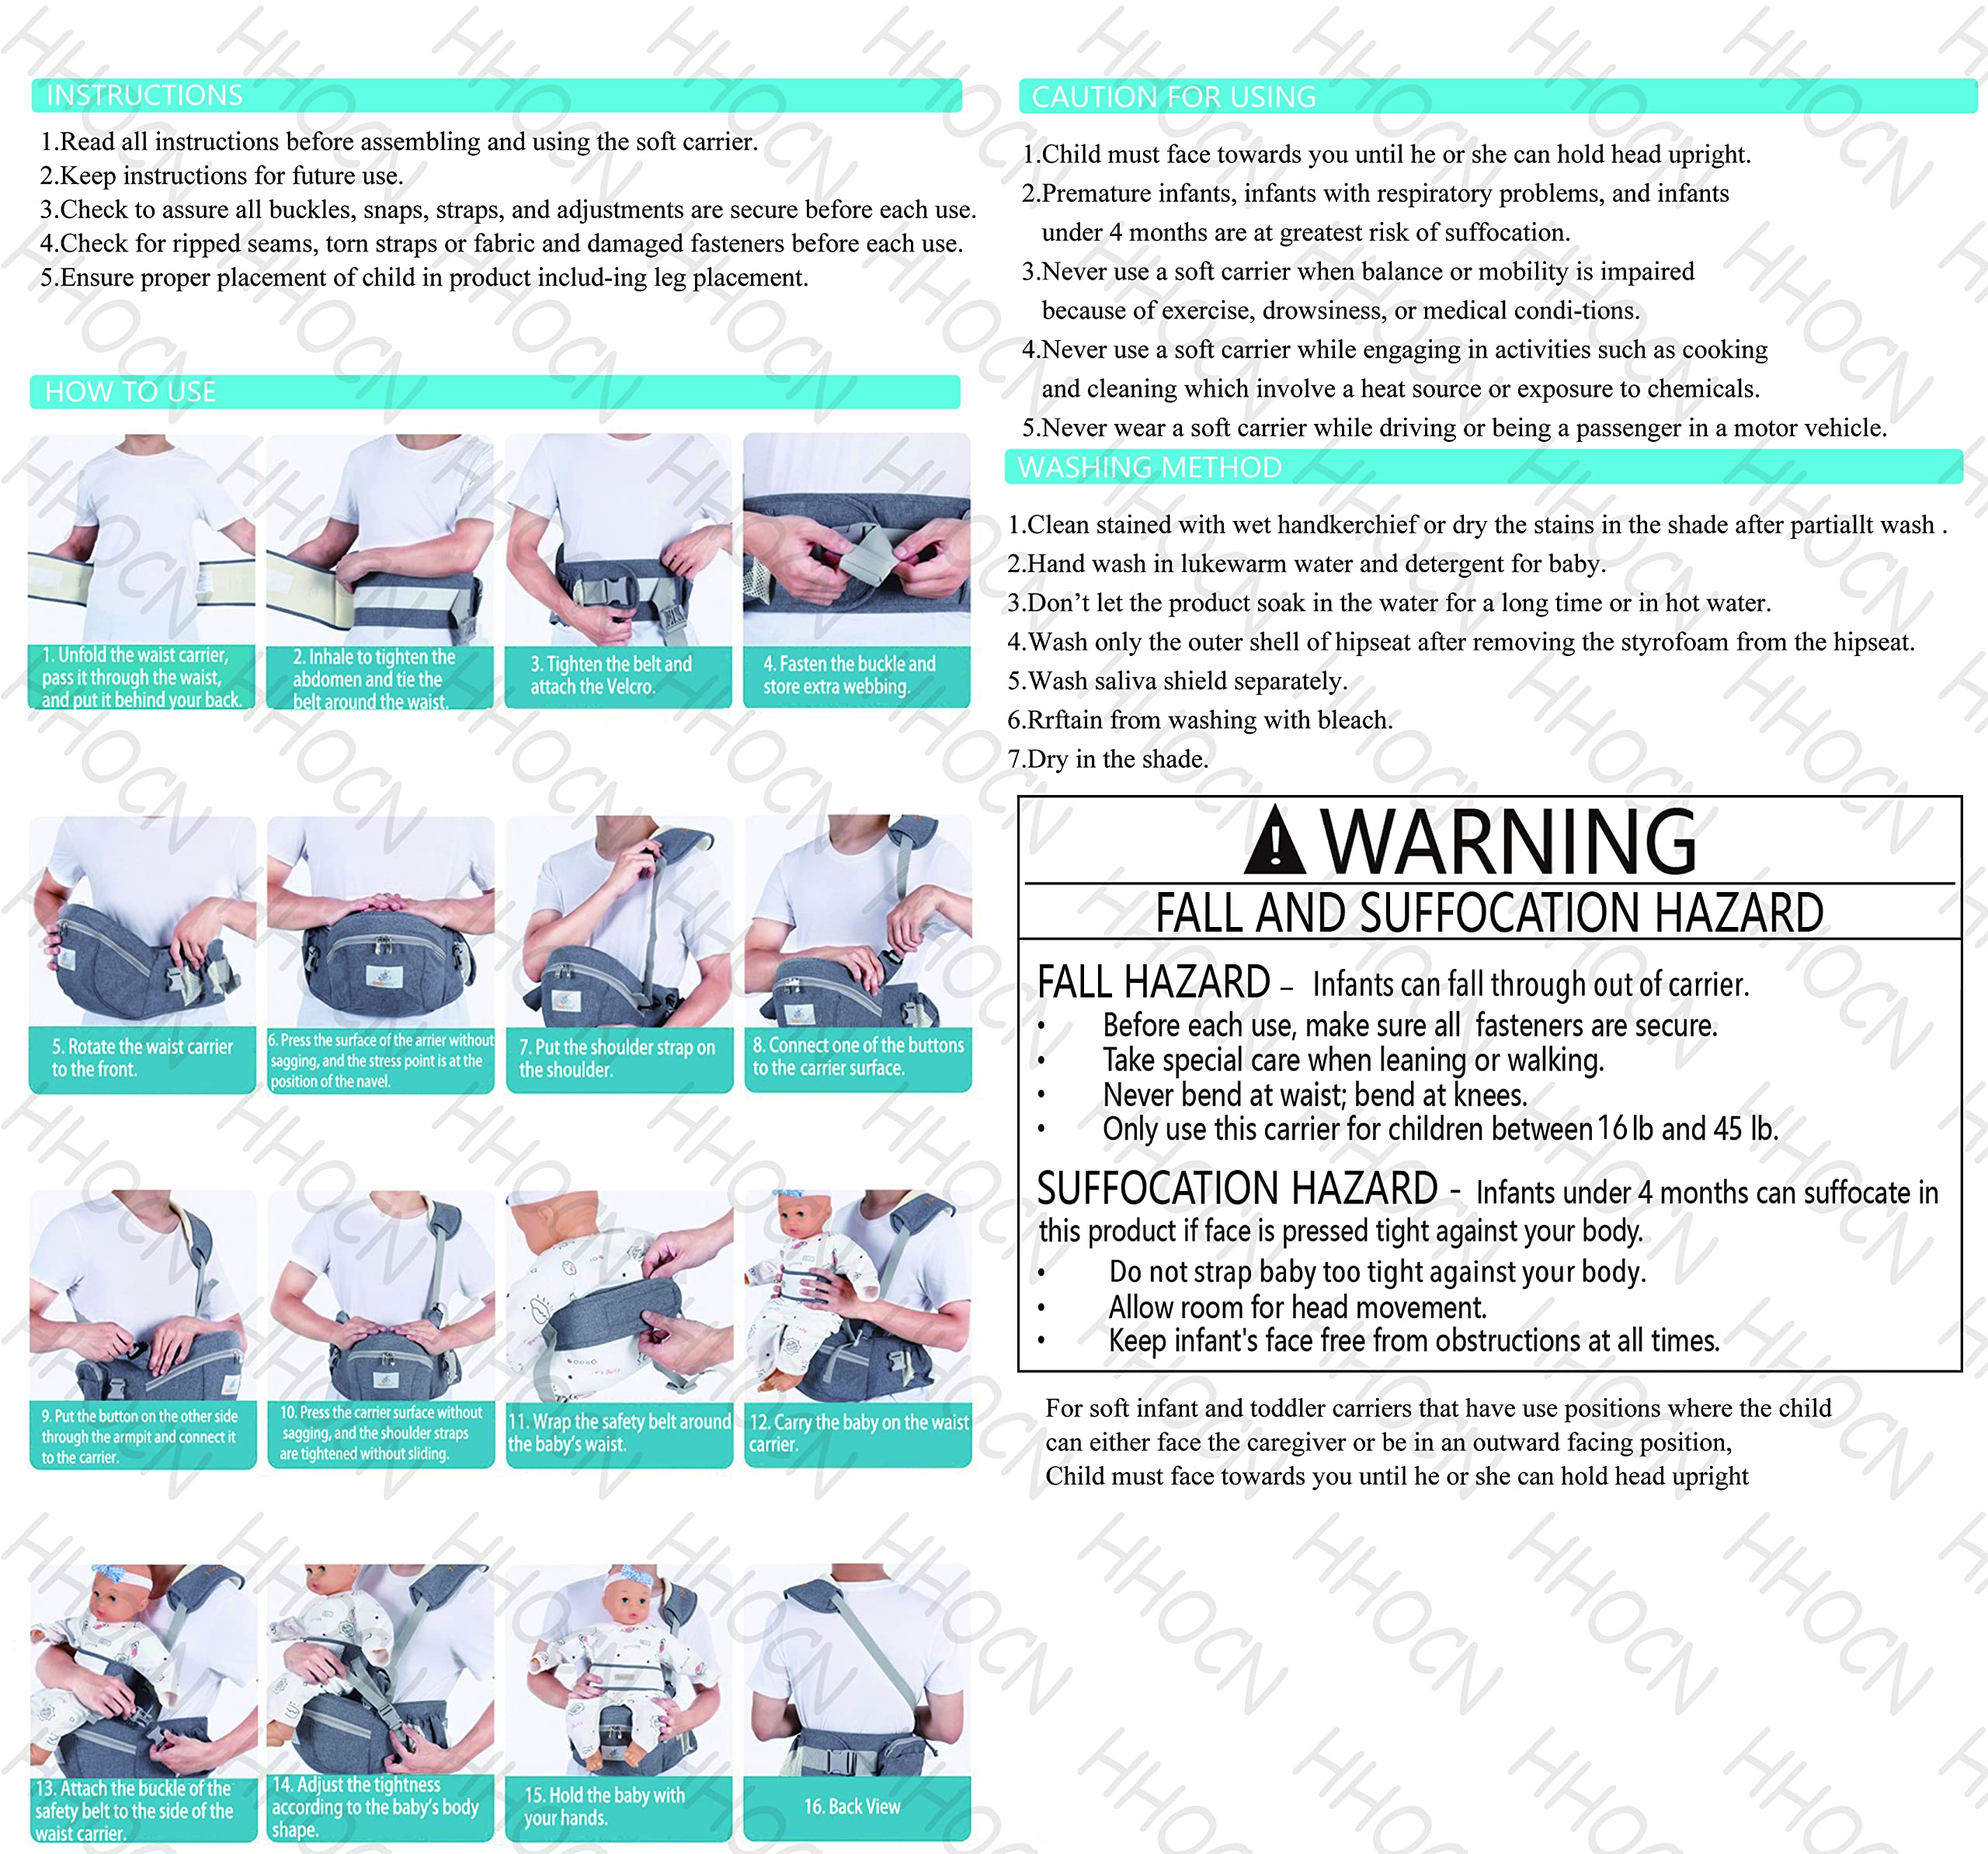 INSTRUCTIONS
1.Read all instructions before assembling and using the soft carrier.
2.Keep instructions for future use.
3.Check to assure all buckles, snaps, straps, and adjustments are secure before each use.
4.Check for ripped seams, torn straps or fabric and damaged fasteners before each use.
5.Ensure proper placement of child in product includ-ing leg placement.
HOW TO USE
1. Unfold the waist carrier,
pass it through the waist,
and put it behind your back.
2. Inhale to tighten the
abdomen and tie the
belt around the waist.
3. Tighten the belt and
attach the Velcro.
4. Fasten the buckle and
store extra webbing.
5. Rotate the waist carrier
to the front.
6. Press the surface of the arrier without
sagging, and the stress point is at the
position of the navel.
7. Put the shoulder strap on
the shoulder.
8. Connect one of the buttons
to the carrier surface.
9. Put the button on the other side
through the armpit and connect it
to the carrier.
10. Press the carrier surface without
sagging, and the shoulder straps
are tightened without sliding.
11. Wrap the safety belt around
the baby's waist.
12. Carry the baby on the waist
carrier.
13. Attach the buckle of the
safety belt to the side of the
waist carrier.
14. Adjust the tightness
according to the baby's body
shape.
15. Hold the baby with
your hands.
16. Back View
CAUTION FOR USING
1.Child must face towards you until he or she can hold head upright.
2.Premature infants, infants with respiratory problems, and infants
under 4 months are at greatest risk of suffocation.
3.Never use a soft carrier when balance or mobility is impaired
because of exercise, drowsiness, or medical condi-tions.
4.Never use a soft carrier while engaging in activities such as cooking
and cleaning which involve a heat source or exposure to chemicals.
5.Never wear a soft carrier while driving or being a passenger in a motor vehicle.
WASHING METHOD
1.Clean stained with wet handkerchief or dry the stains in the shade after partiallt wash .
2.Hand wash in lukewarm water and detergent for baby.
3.Don't let the product soak in the water for a long time or in hot water.
4.Wash only the outer shell of hipseat after removing the styrofoam from the hipseat.
5.Wash saliva shield separately.
6.Rrftain from washing with bleach.
7.Dry in the shade.
WARNING
FALL AND SUFFOCATION HAZARD
FALL HAZARD – Infants can fall through out of carrier.
• Before each use, make sure all fasteners are secure.
• Take special care when leaning or walking.
• Never bend at waist; bend at knees.
• Only use this carrier for children between 16 lb and 45 lb.
SUFFOCATION HAZARD - Infants under 4 months can suffocate in
this product if face is pressed tight against your body.
• Do not strap baby too tight against your body.
• Allow room for head movement.
• Keep infant's face free from obstructions at all times.
For soft infant and toddler carriers that have use positions where the child
can either face the caregiver or be in an outward facing position,
Child must face towards you until he or she can hold head upright
HHOCN